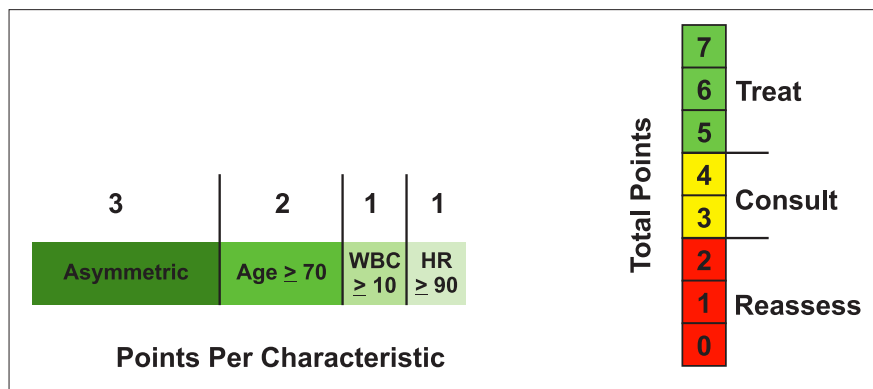 3 2 1 1
Asymmetric
Age ≥ 70
WBC
≥ 10
HR
≥ 90
Points Per Characteristic
Total Points
7
6
5
4
3
2
1
0
Treat
Consult
Reassess